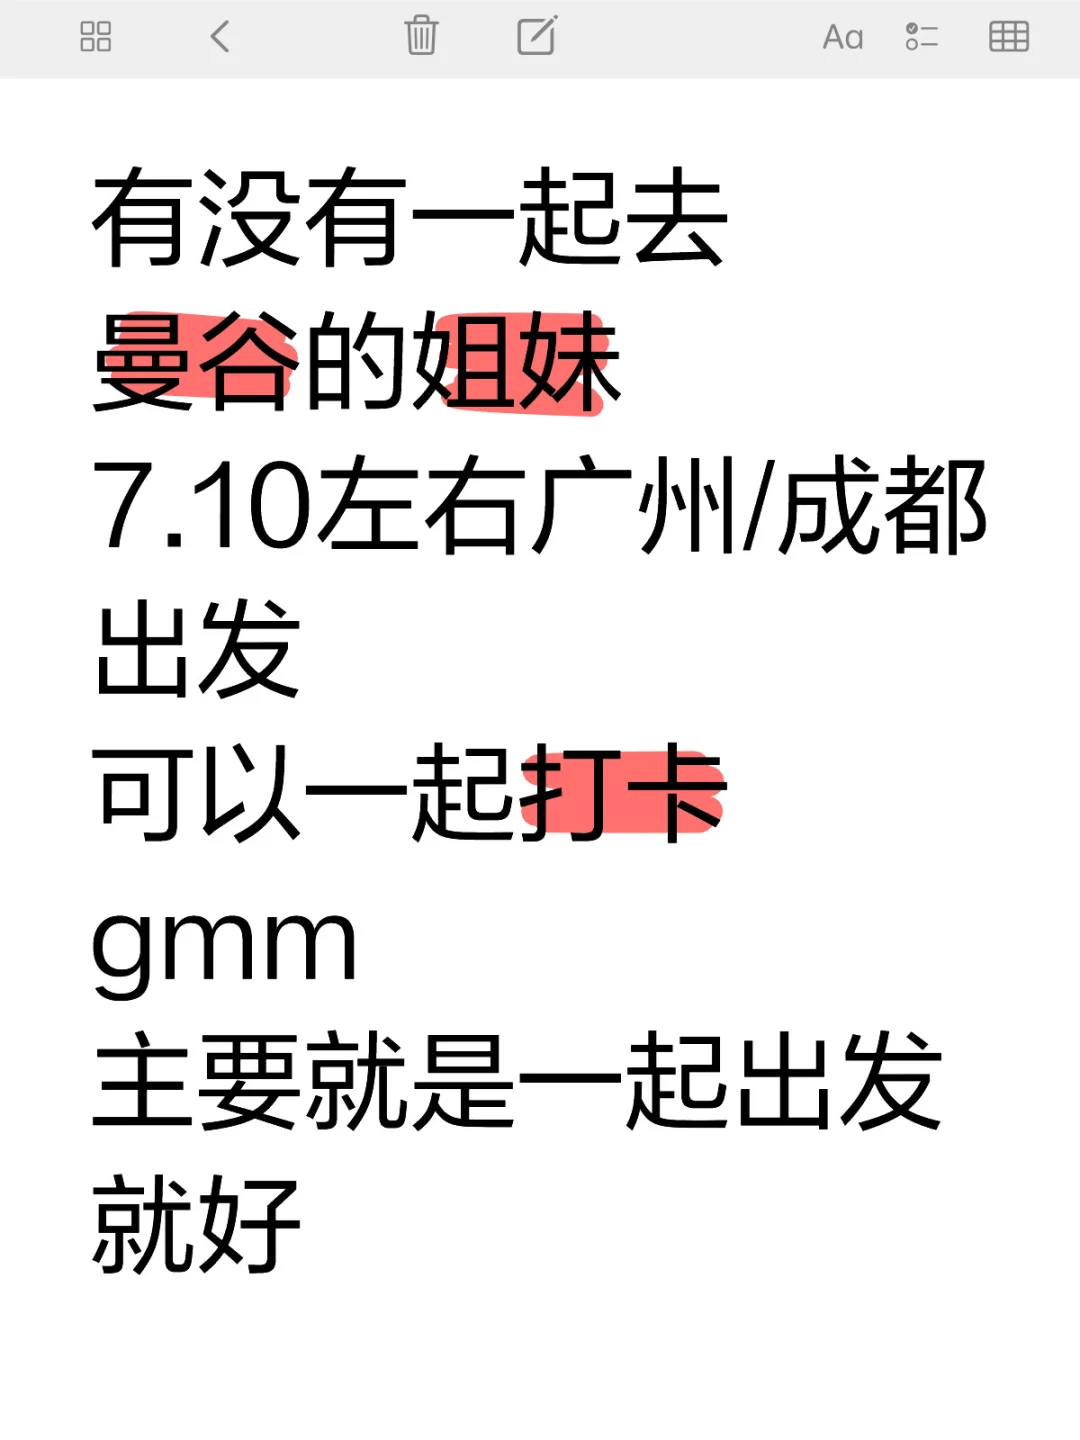 Aa
有没有一起去
曼谷的姐妹
7.10左右广州/成都
出发
可以一起打卡
gmm
主要就是一起出发
就好